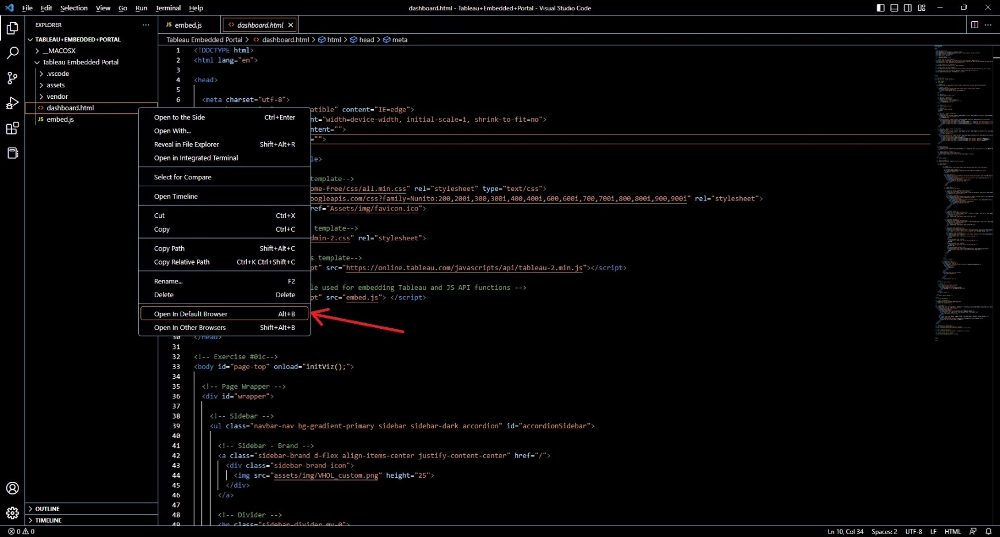 File Edit Selection View Go Run Terminal Help
dashboard.html - Tableau+Embedded+Portal - Visual Studio Code
EXPLORER
JS embed.js
dashboard.html
TABLEAU+EMBEDDED+PORTAL
__MACOSX
Tableau Embedded Portal
.vscode
assets
vendor
dashboard.html
JS embed.js
Tableau Embedded Portal > dashboard.html > html > head > meta
1 <!DOCTYPE html>
2 <html lang="en">
3
4 <head>
5
6 <meta charset="utf-8">
atible" content="IE=edge">
nt="width=device-width, initial-scale=1, shrink-to-fit=no">
ntent="">
="">
le>
template-->
ome-free/css/all.min.css" rel="stylesheet" type="text/css">
oogleapis.com/css?family=Nunito:200,200i,300,300i,400,400i,600,600i,700,700i,800,800i,900,900i" rel="stylesheet">
ref="Assets/img/favicon.ico">
template-->
dmin-2.css" rel="stylesheet">
s template-->
pt" src="https://online.tableau.com/javascripts/api/tableau-2.min.js"></script>
le used for embedding Tableau and JS API functions -->
pt" src="embed.js"> </script>
Open to the Side Ctrl+Enter
Open With...
Reveal in File Explorer Shift+Alt+R
Open in Integrated Terminal
Select for Compare
Open Timeline
Cut Ctrl+X
Copy Ctrl+C
Copy Path Shift+Alt+C
Copy Relative Path Ctrl+K Ctrl+Shift+C
Rename... F2
Delete Delete
Open In Default Browser Alt+B
Open In Other Browsers Shift+Alt+B
30 </head>
31
32 <!-- Exercise #01c-->
33 <body id="page-top" onload="initViz();">
34
35 <!-- Page Wrapper -->
36 <div id="wrapper">
37
38 <!-- Sidebar -->
39 <ul class="navbar-nav bg-gradient-primary sidebar sidebar-dark accordion" id="accordionSidebar">
40
41 <!-- Sidebar - Brand -->
42 <a class="sidebar-brand d-flex align-items-center justify-content-center" href="/">
43 <div class="sidebar-brand-icon">
44 <img src="assets/img/VHOL_custom.png" height="25">
45 </div>
46 </a>
47
48 <!-- Divider -->
49 <hr class="sidebar-divider my-0">
OUTLINE
TIMELINE
0 0
Ln 10, Col 34 Spaces: 2 UTF-8 LF HTML